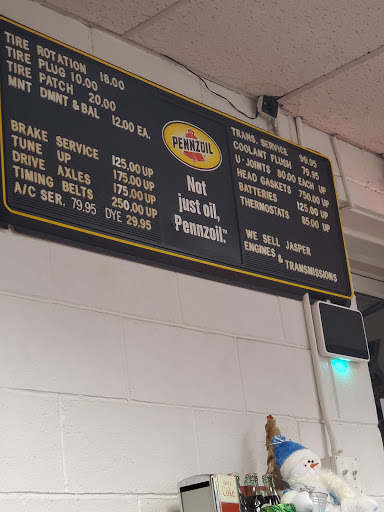 TIRE ROTATION 18.00
TIRE PLUG 10.00
TIRE PATCH 20.00
MNT DMNT & BAL 12.00 EA.
BRAKE SERVICE 125.00 UP
TUNE UP 175.00 UP
DRIVE AXLES 175.00 UP
TIMING BELTS 250.00 UP
A/C SER. 79.95 DYE 29.95
PENNZOIL
Not
just oil,
Pennzoil.™
TRANS. SERVICE 99.95
COOLANT FLUSH 79.95
U-JOINTS 80.00 EACH UP
HEAD GASKETS 750.00 UP
BATTERIES 125.00 UP
THERMOSTATS 85.00 UP
WE SELL JASPER
ENGINES & TRANSMISSIONS
Coke